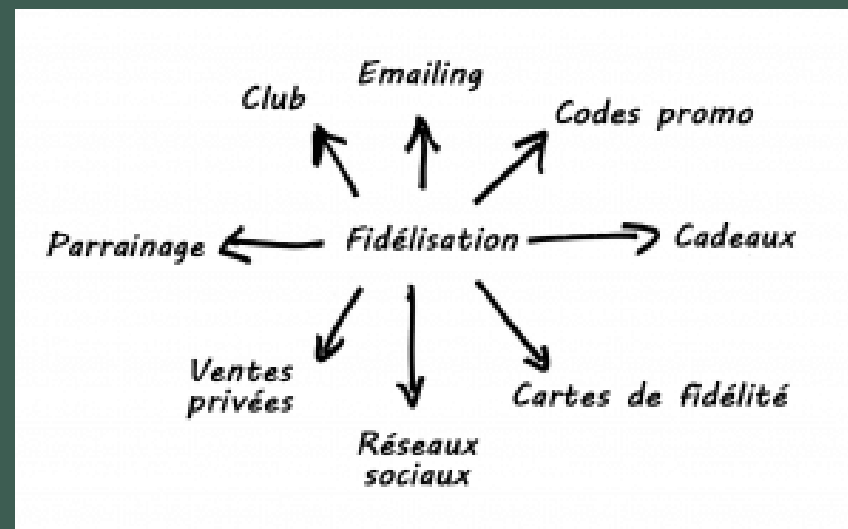 Emailing
Club
Codes promo
Parrainage
Fidélisation
Cadeaux
Ventes
privées
Cartes de fidélité
Réseaux
sociaux